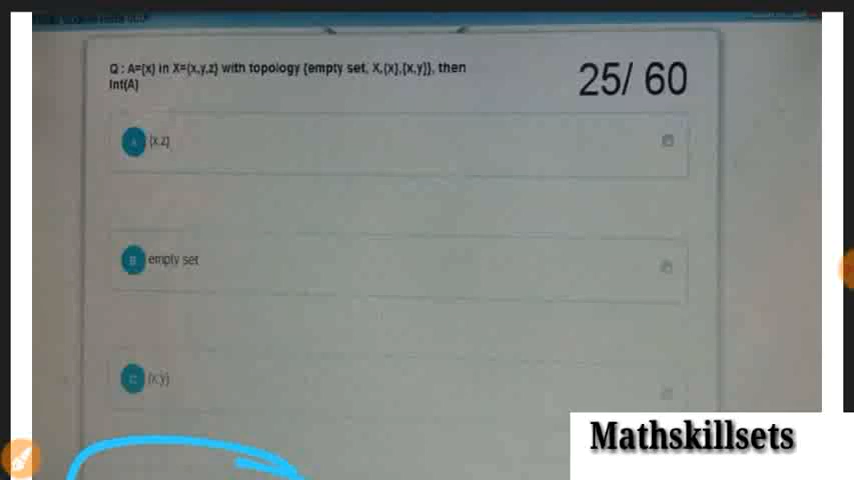 Q : A={x} in X={x,y,z} with topology {empty set, X,{x},{x,y}}, then
Int(A)
25/ 60
A {x,z}
B empty set
C {x,y}
Mathskillsets